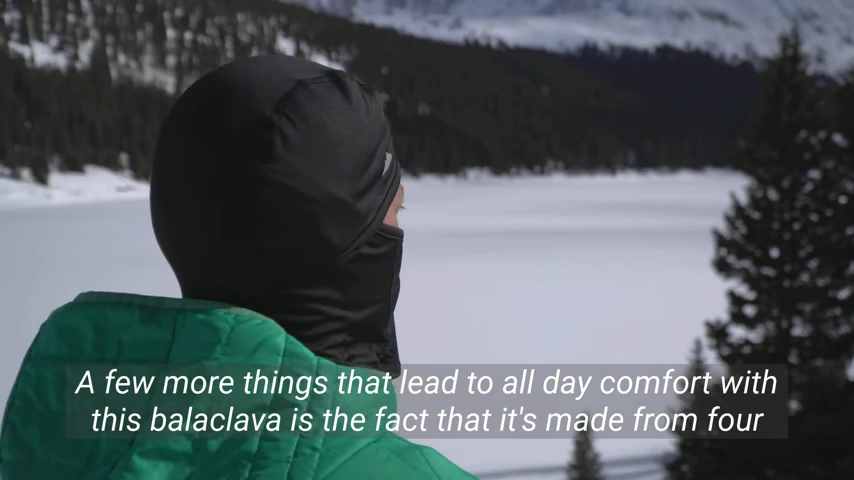 A few more things that lead to all day comfort with
this balaclava is the fact that it's made from four